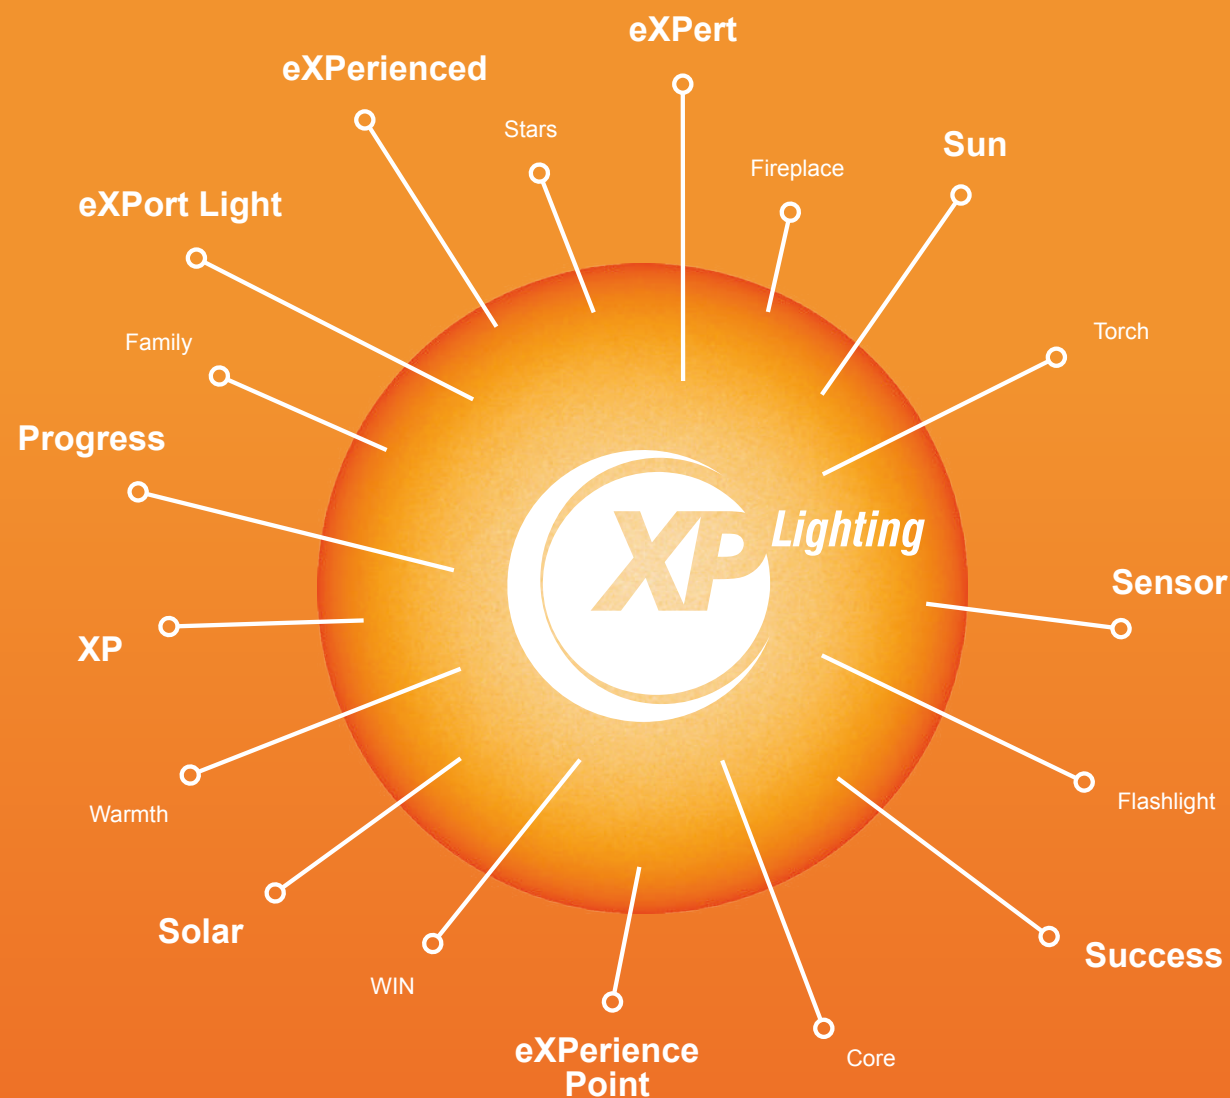 eXPert
eXPerienced
Stars
Sun
Fireplace
eXPort Light
Torch
Family
Progress
XP Lighting
Sensor
XP
Flashlight
Warmth
Solar
Success
WIN
eXPerience
Point
Core